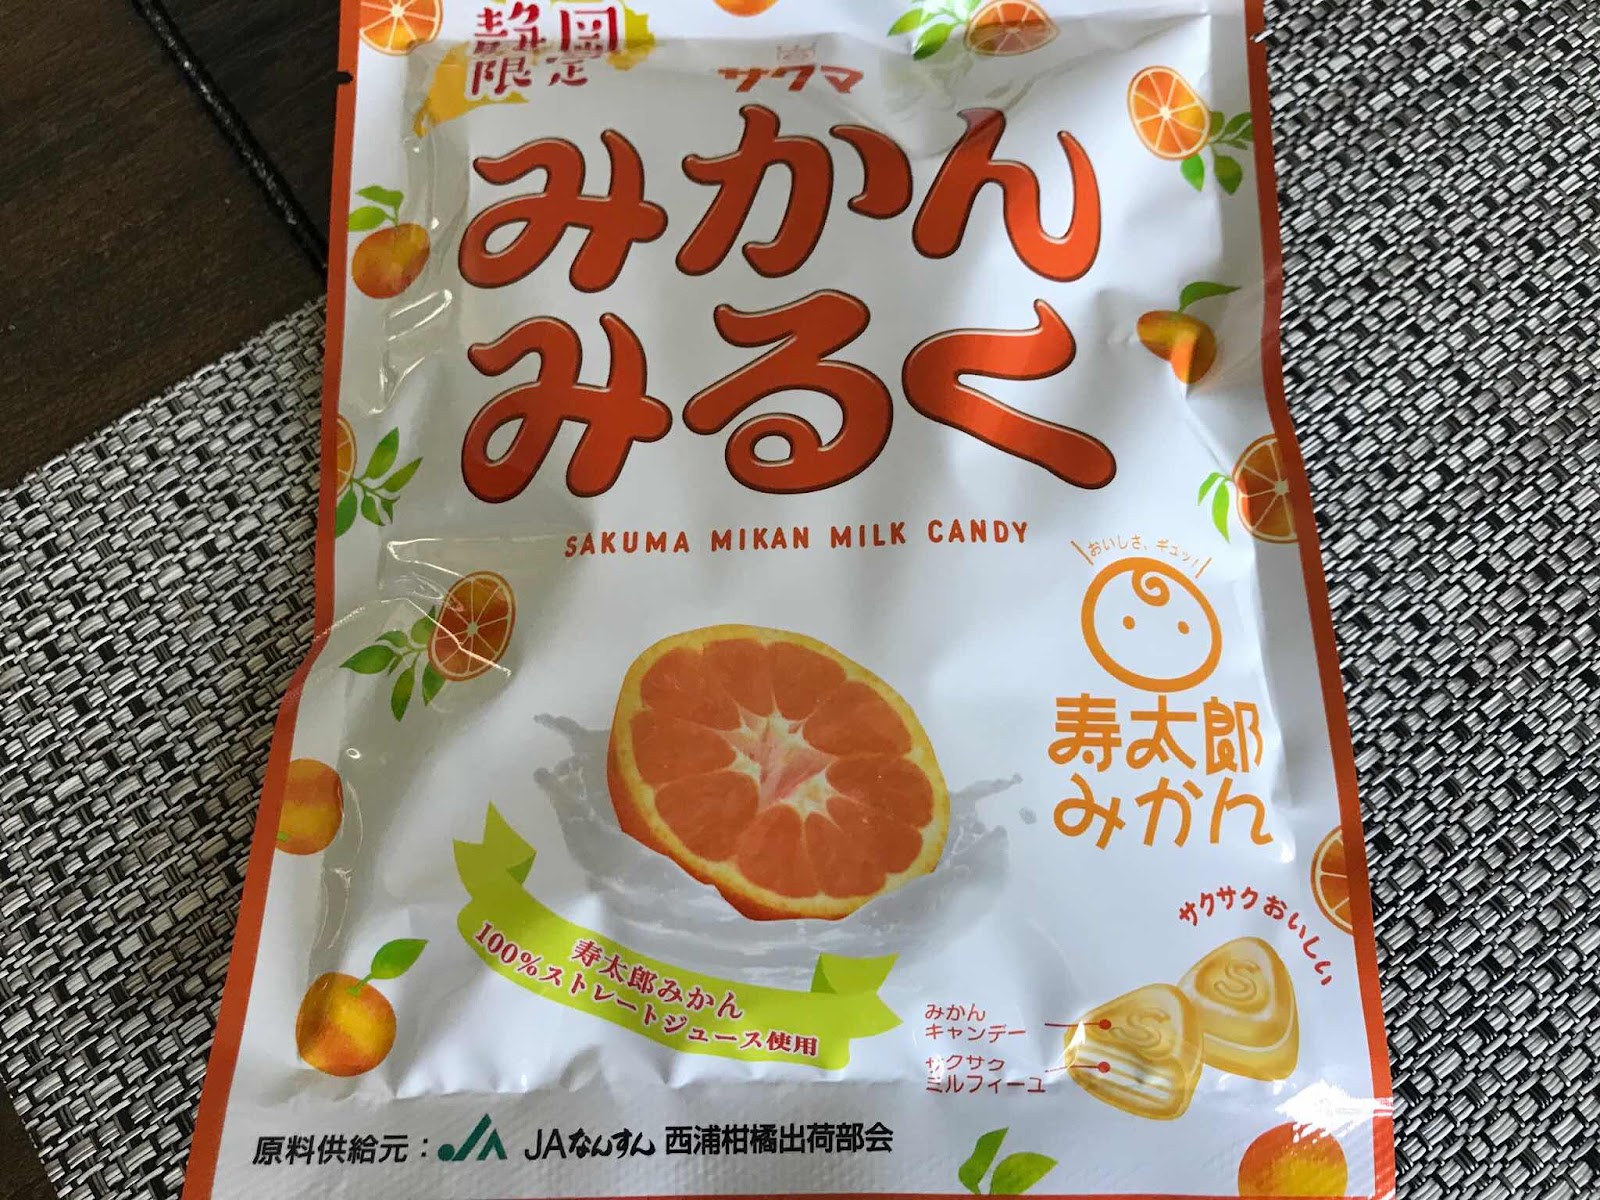 静岡
限定
サクマ
みかん
みるく
SAKUMA MIKAN MILK CANDY
おいしさ、ギュッ!
寿太郎
みかん
サクサクおいしい
寿太郎みかん
100%ストレートジュース使用
みかん
キャンデー
サクサク
ミルフィーユ
S
S
原料供給元：JA JAなんすん 西浦柑橘出荷部会